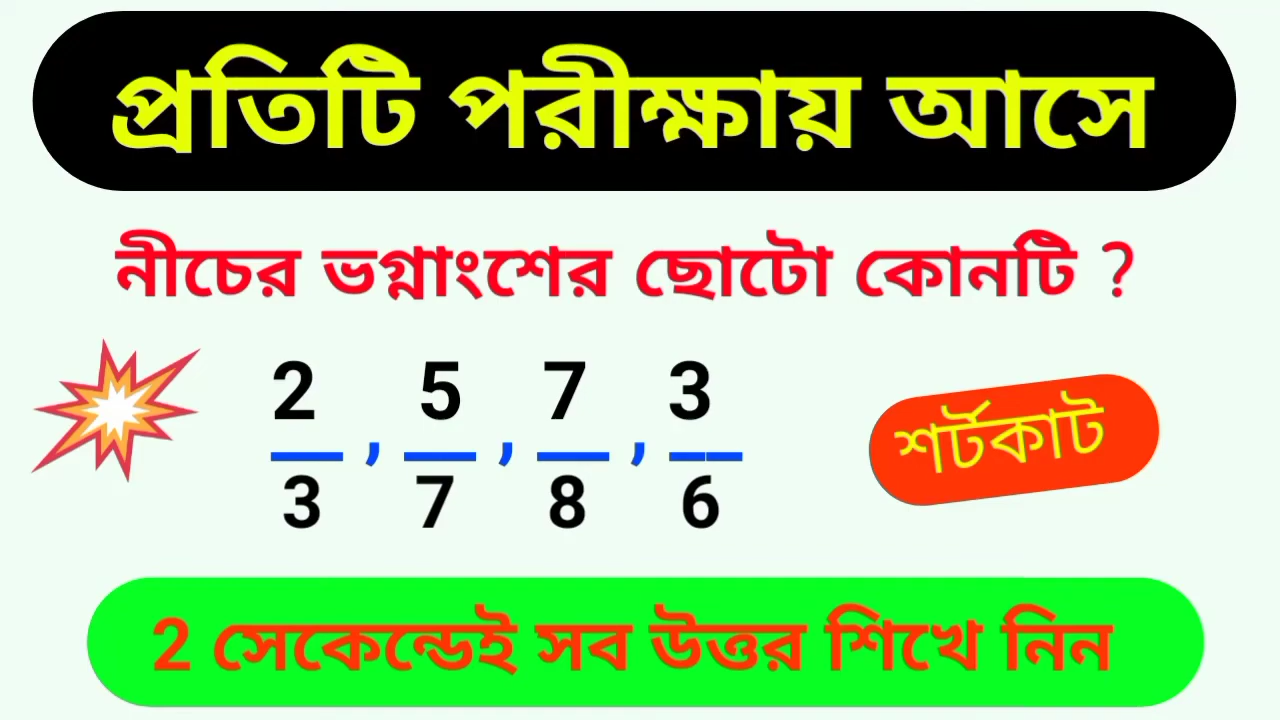 প্রতিটি পরীক্ষায় আসে
নীচের ভগ্নাংশের ছোটো কোনটি ?
2 5 7 3
— , — , — , —
3 7 8 6
শর্টকাট
2 সেকেন্ডেই সব উত্তর শিখে নিন